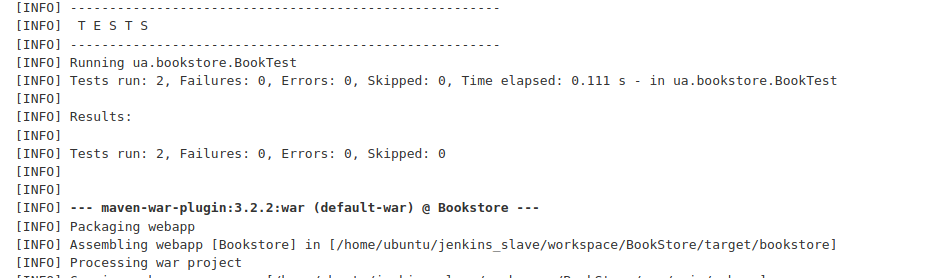 [INFO] -------------------------------------------------------
[INFO]  T E S T S
[INFO] -------------------------------------------------------
[INFO] Running ua.bookstore.BookTest
[INFO] Tests run: 2, Failures: 0, Errors: 0, Skipped: 0, Time elapsed: 0.111 s - in ua.bookstore.BookTest
[INFO]
[INFO] Results:
[INFO]
[INFO] Tests run: 2, Failures: 0, Errors: 0, Skipped: 0
[INFO]
[INFO]
[INFO] --- maven-war-plugin:3.2.2:war (default-war) @ Bookstore ---
[INFO] Packaging webapp
[INFO] Assembling webapp [Bookstore] in [/home/ubuntu/jenkins_slave/workspace/BookStore/target/bookstore]
[INFO] Processing war project